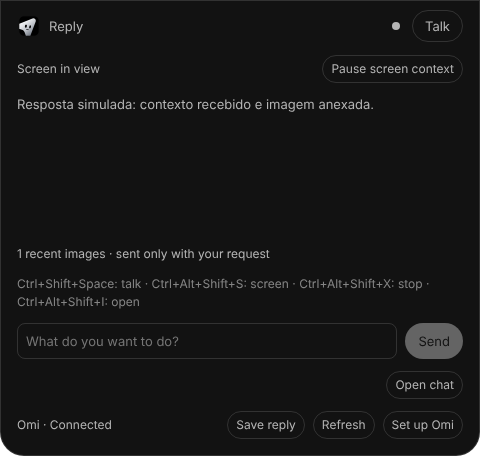 Reply
Talk
Screen in view
Pause screen context
Resposta simulada: contexto recebido e imagem anexada.
1 recent images · sent only with your request
Ctrl+Shift+Space: talk · Ctrl+Alt+Shift+S: screen · Ctrl+Alt+Shift+X: stop ·
Ctrl+Alt+Shift+I: open
What do you want to do?
Send
Open chat
Omi · Connected
Save reply
Refresh
Set up Omi